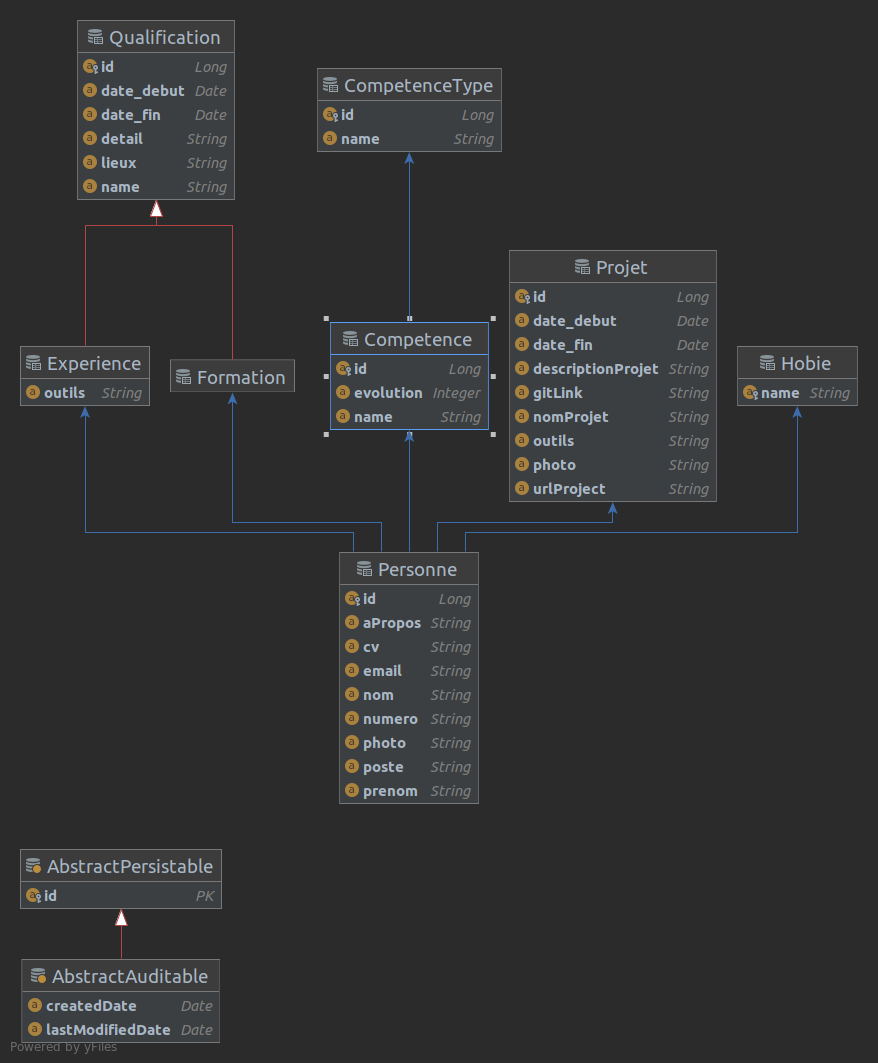 Qualification
id Long
date_debut Date
date_fin Date
detail String
lieux String
name String
CompetenceType
id Long
name String
Projet
id Long
date_debut Date
date_fin Date
descriptionProjet String
gitLink String
nomProjet String
outils String
photo String
urlProject String
Experience
outils String
Formation
Competence
id Long
evolution Integer
name String
Hobie
name String
Personne
id Long
aPropos String
cv String
email String
nom String
numero String
photo String
poste String
prenom String
AbstractPersistable
id PK
AbstractAuditable
createdDate Date
lastModifiedDate Date
Powered by yFiles